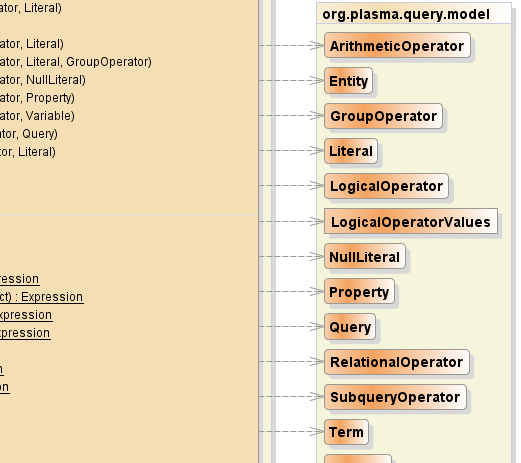 ator, Literal)
ator, Literal)
ator, Literal, GroupOperator)
ator, NullLiteral)
ator, Property)
ator, Variable)
ator, Query)
tor, Literal)
ression
ct) : Expression
xpression
xpression
n
on
org.plasma.query.model
ArithmeticOperator
Entity
GroupOperator
Literal
LogicalOperator
LogicalOperatorValues
NullLiteral
Property
Query
RelationalOperator
SubqueryOperator
Term